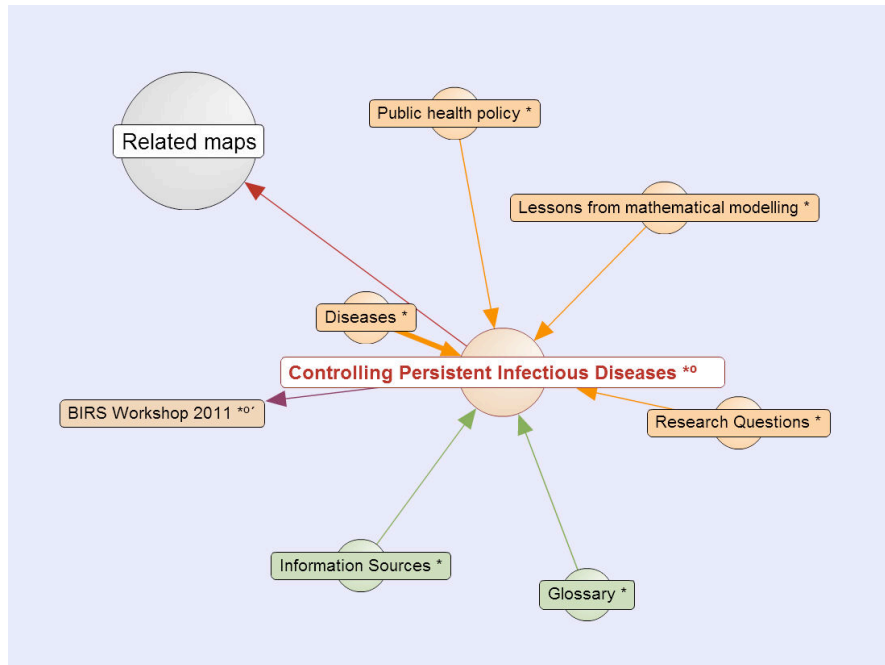 Public health policy *
Related maps
Lessons from mathematical modelling *
Diseases *
Controlling Persistent Infectious Diseases *º
BIRS Workshop 2011 *º´
Research Questions *
Information Sources *
Glossary *